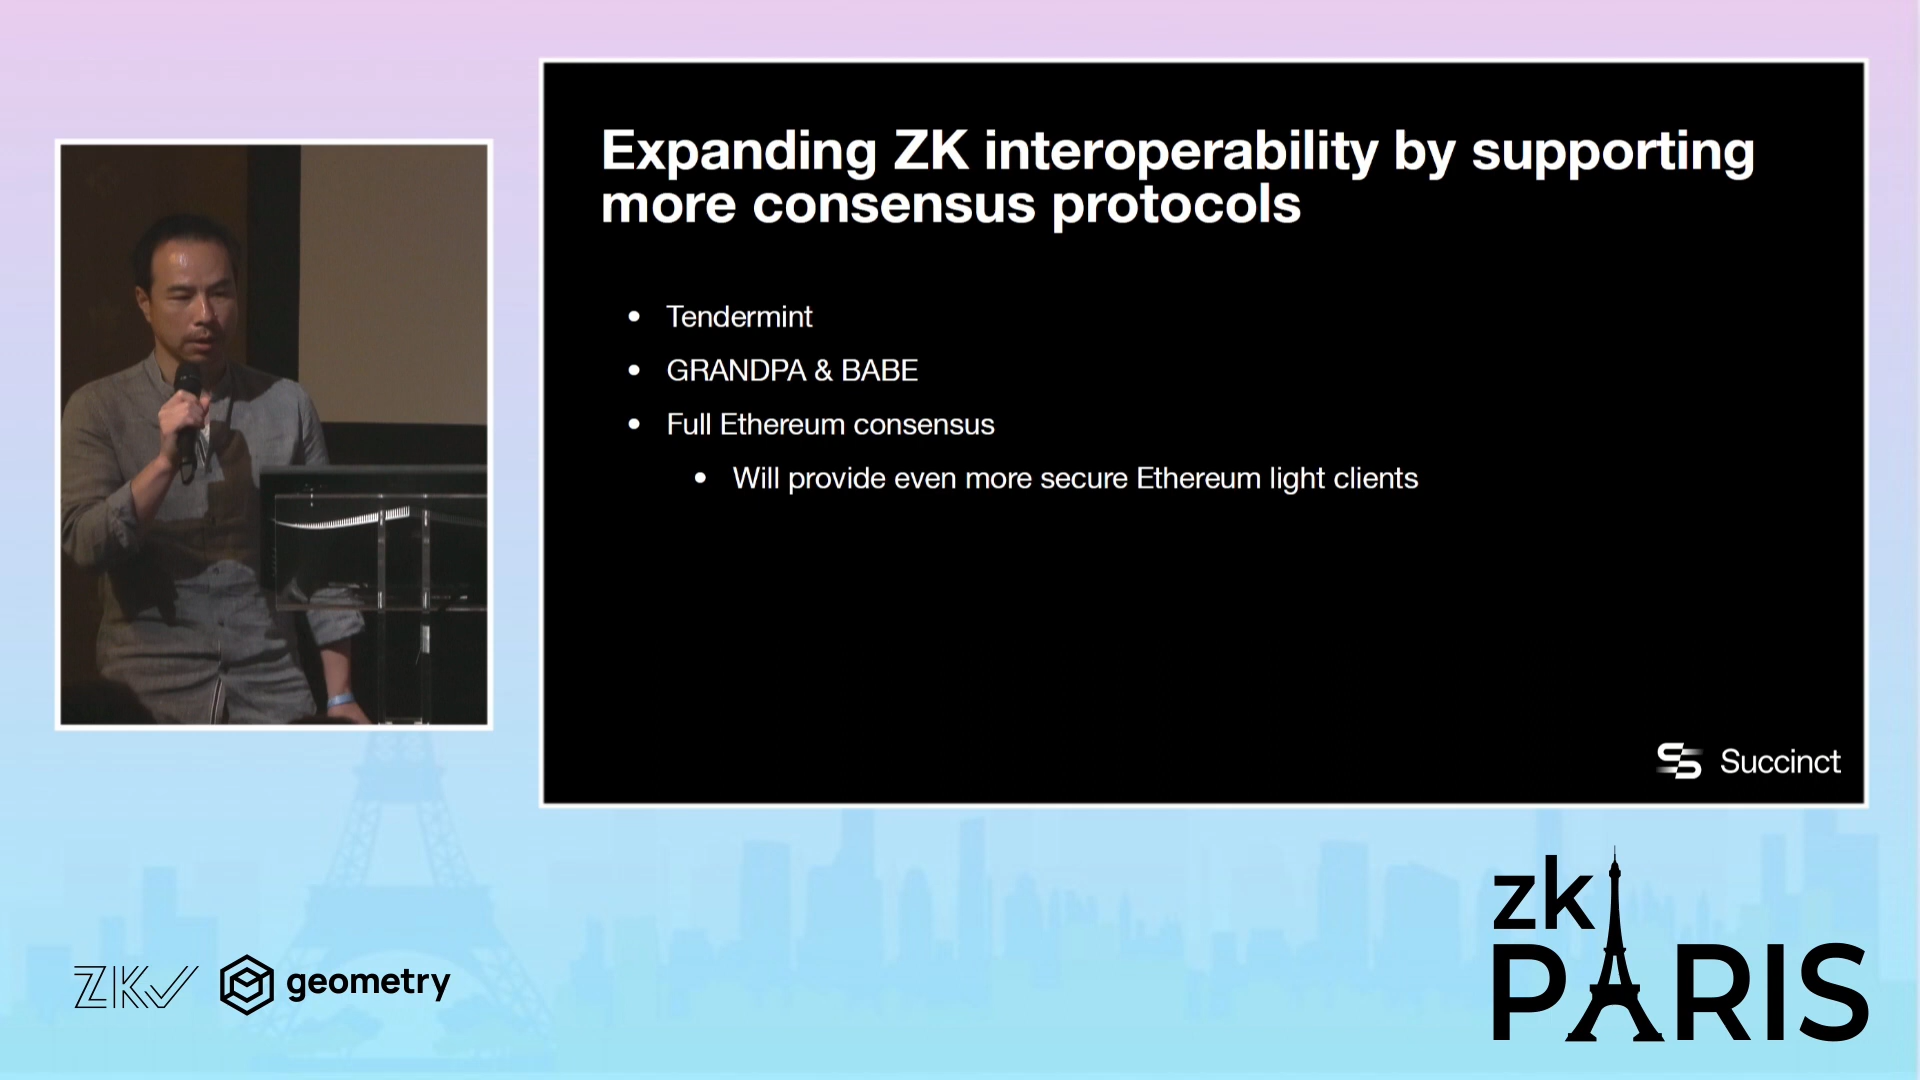 Expanding ZK interoperability by supporting
more consensus protocols
Tendermint
GRANDPA & BABE
Full Ethereum consensus
Will provide even more secure Ethereum light clients
Succinct
ZK
geometry
zk
PARIS